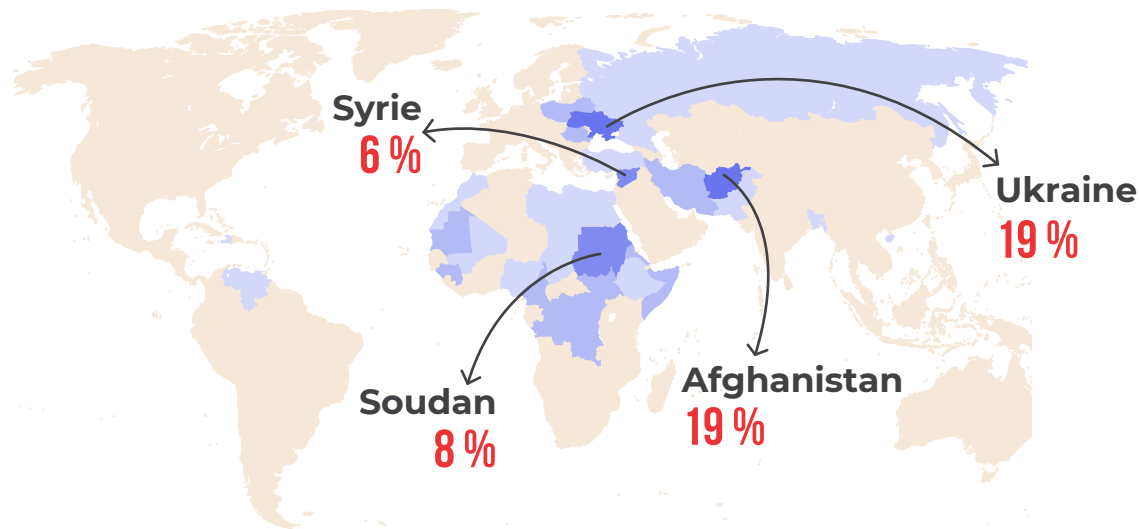 Syrie
6 %
Ukraine
19 %
Afghanistan
19 %
Soudan
8 %